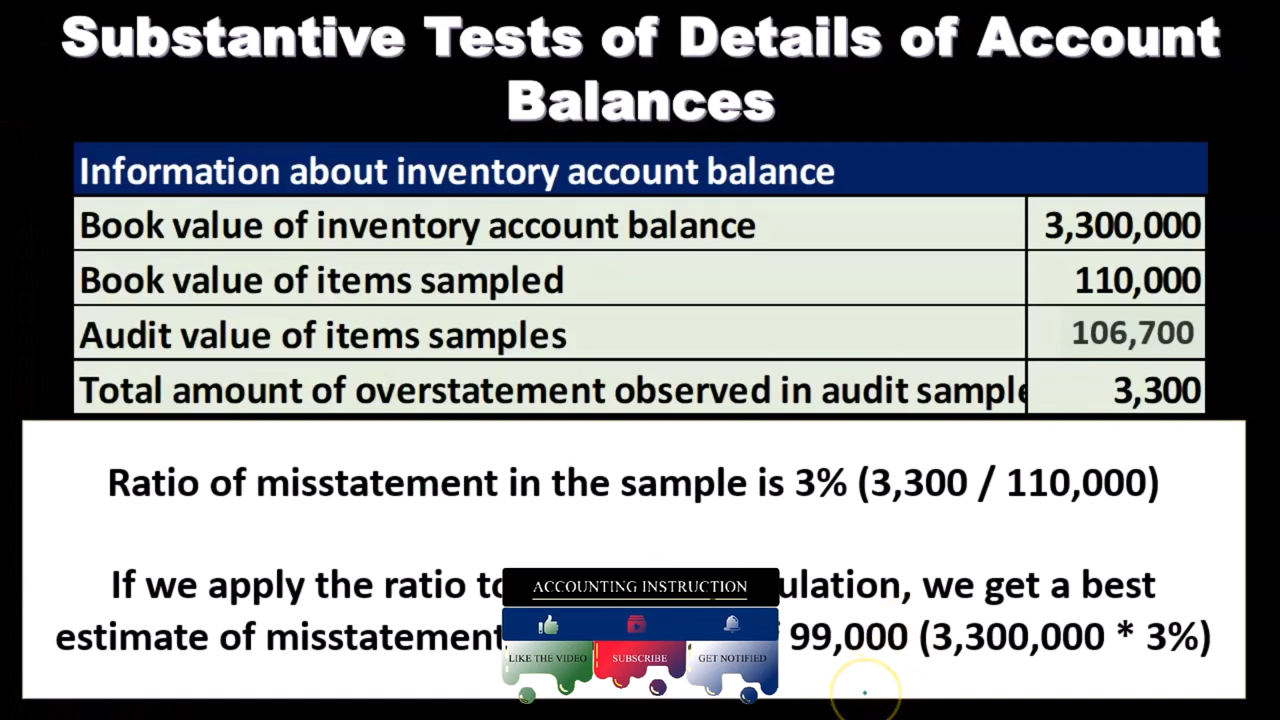 Substantive Tests of Details of Account
Balances
Information about inventory account balance
Book value of inventory account balance 3,300,000
Book value of items sampled 110,000
Audit value of items samples 106,700
Total amount of overstatement observed in audit sample 3,300
Ratio of misstatement in the sample is 3% (3,300 / 110,000)
If we apply the ratio to ulation, we get a best
estimate of misstatement 99,000 (3,300,000 * 3%)
ACCOUNTING INSTRUCTION
LIKE THE VIDEO SUBSCRIBE GET NOTIFIED